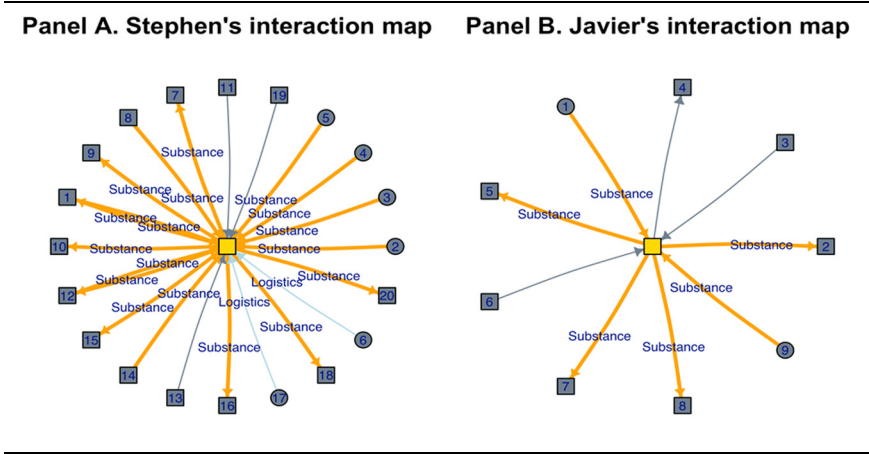 Panel A. Stephen's interaction map
Panel B. Javier's interaction map
11
19
7
8
5
9
4
Substance
1
Substance
Substance
Substance
3
Substance
Substance
Substance
Substance
10
Substance
Substance
2
Substance
12
Substance
Substance
Logistics
20
Substance
Substance
Logistics
15
Substance
6
Substance
14
18
13
16
17
4
1
3
5
Substance
Substance
Substance
2
6
Substance
Substance
Substance
9
7
8